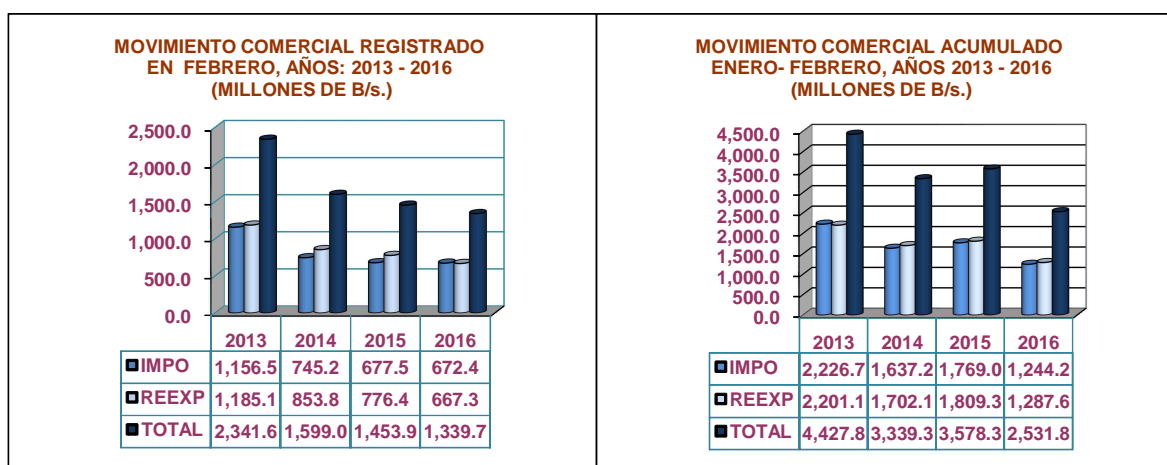 MOVIMIENTO COMERCIAL REGISTRADO
EN FEBRERO, AÑOS: 2013 - 2016
(MILLONES DE B/s.)
2,500.0
2,000.0
1,500.0
1,000.0
500.0
0.0
2013 2014 2015 2016
IMPO 1,156.5 745.2 677.5 672.4
REEXP 1,185.1 853.8 776.4 667.3
TOTAL 2,341.6 1,599.0 1,453.9 1,339.7
MOVIMIENTO COMERCIAL ACUMULADO
ENERO- FEBRERO, AÑOS 2013 - 2016
(MILLONES DE B/s.)
4,500.0
4,000.0
3,500.0
3,000.0
2,500.0
2,000.0
1,500.0
1,000.0
500.0
0.0
2013 2014 2015 2016
IMPO 2,226.7 1,637.2 1,769.0 1,244.2
REEXP 2,201.1 1,702.1 1,809.3 1,287.6
TOTAL 4,427.8 3,339.3 3,578.3 2,531.8